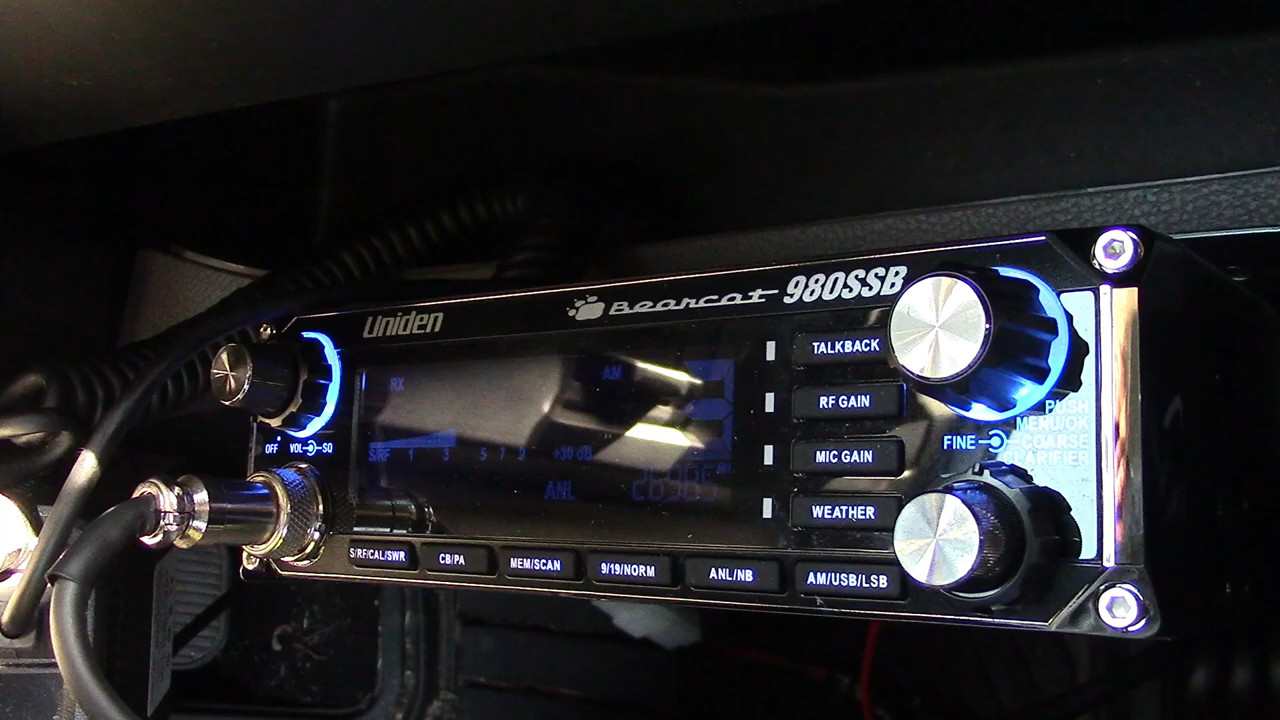 Uniden
Bearcat 980SSB
RX
AM
S/RF 1 3 5 7 9 +30 dB
ANL
26.985
OFF VOL SQ
TALKBACK
RF GAIN
MIC GAIN
WEATHER
PUSH
MENU/OK
FINE COARSE
CLARIFIER
S/RF/CAL/SWR
CB/PA
MEM/SCAN
9/19/NORM
ANL/NB
AM/USB/LSB